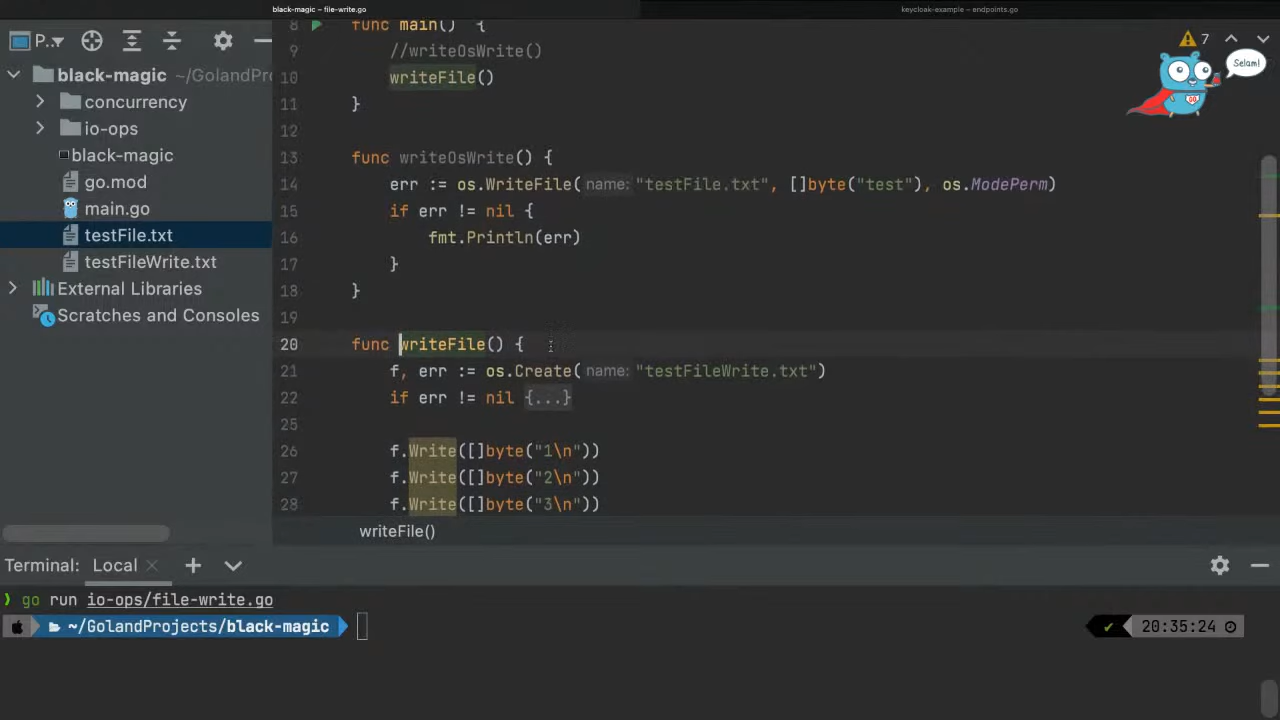 black-magic – file-write.go
keycloak-example – endpoints.go
P..
7
Selam!
black-magic ~/GolandPro
concurrency
io-ops
black-magic
go.mod
main.go
testFile.txt
testFileWrite.txt
External Libraries
Scratches and Consoles
8 func main() {
9 //writeOsWrite()
10 writeFile()
11 }
12
13 func writeOsWrite() {
14 err := os.WriteFile( name: "testFile.txt", []byte("test"), os.ModePerm)
15 if err != nil {
16 fmt.Println(err)
17 }
18 }
19
20 func writeFile() {
21 f, err := os.Create( name: "testFileWrite.txt")
22 if err != nil {...}
25
26 f.Write([]byte("1\n"))
27 f.Write([]byte("2\n"))
28 f.Write([]byte("3\n"))
writeFile()
Terminal: Local
❯ go run io-ops/file-write.go
~/GolandProjects/black-magic
✔ 20:35:24